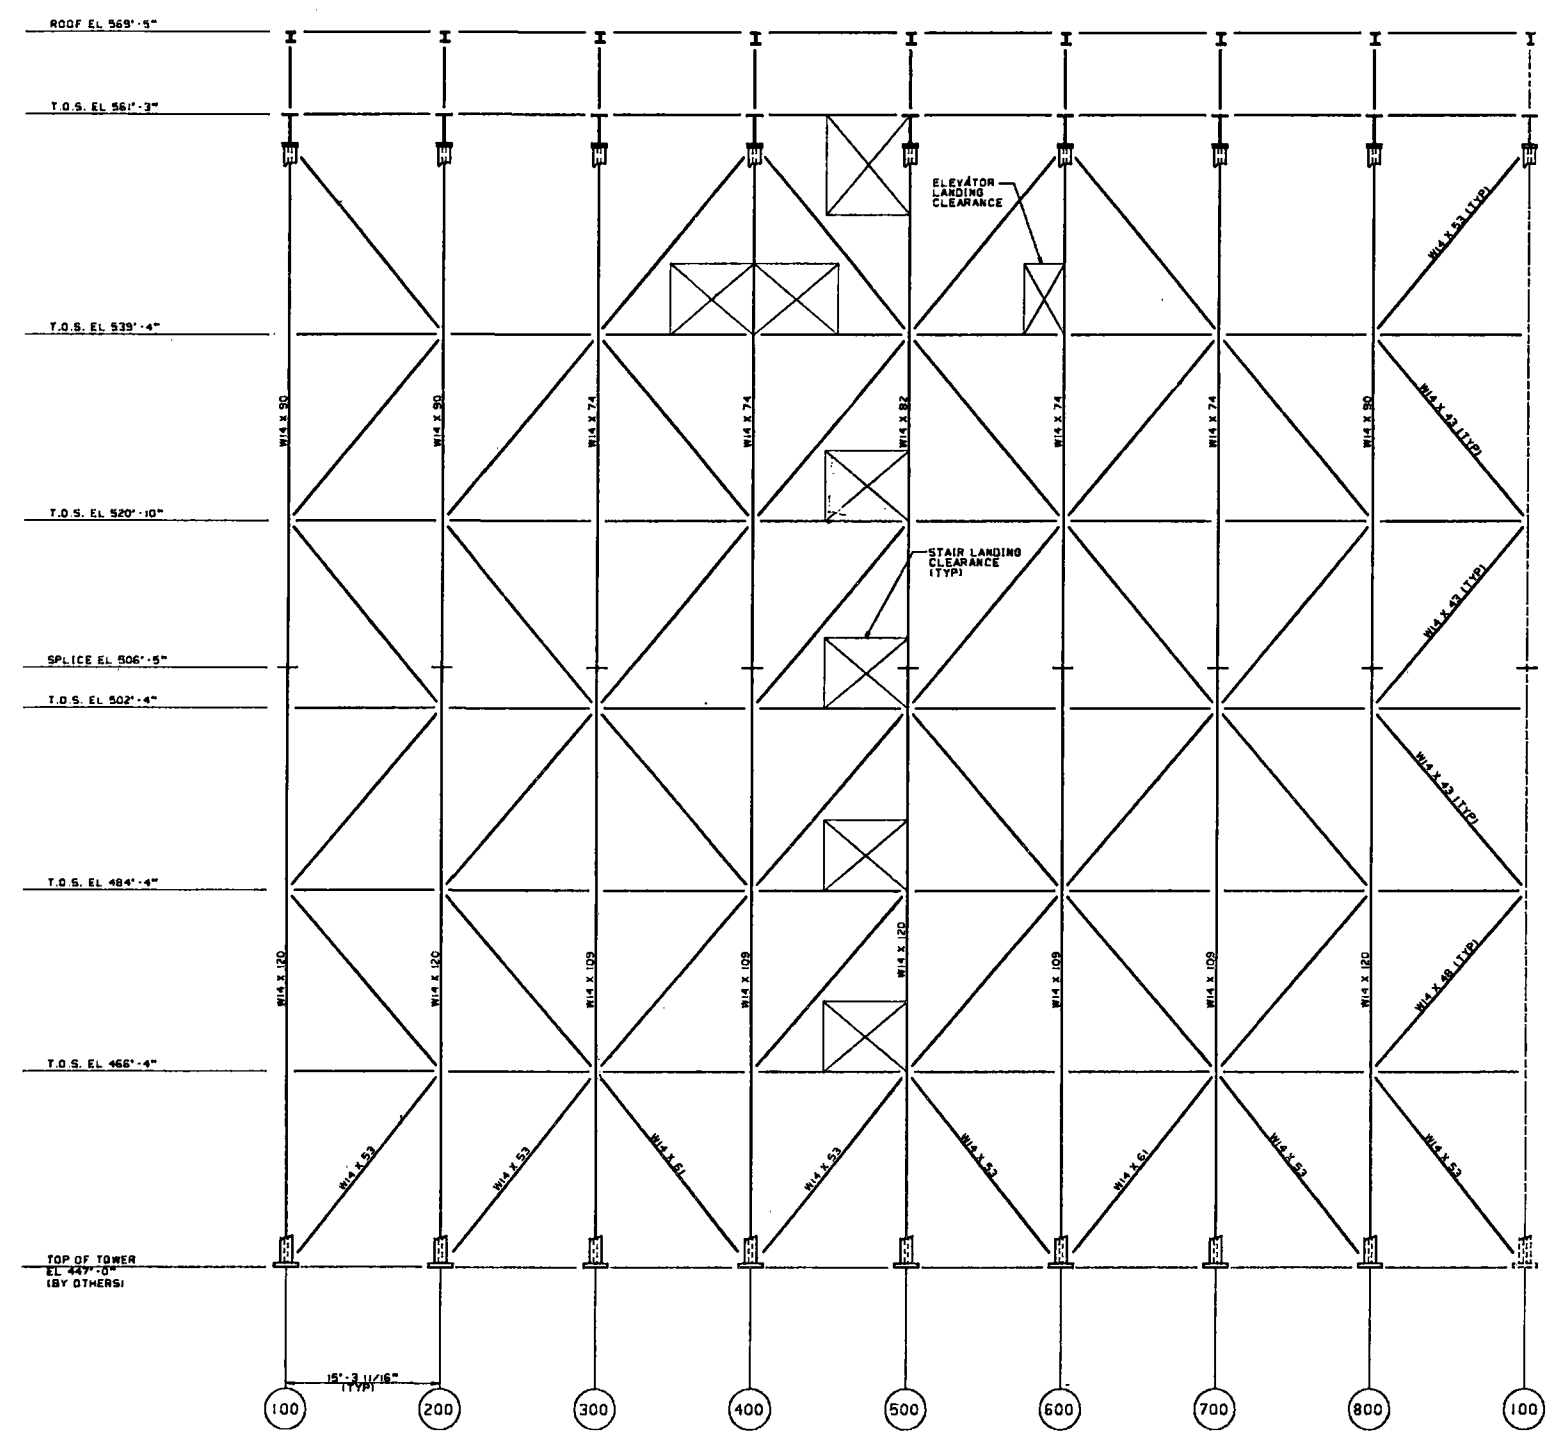 ROOF EL 569'-5"
T.O.S. EL 561'-3"
ELEVATOR
LANDING
CLEARANCE
W14 X 53 (TYP)
T.O.S. EL 539'-4"
W14 X 90
W14 X 90
W14 X 74
W14 X 74
W14 X 82
W14 X 74
W14 X 74
W14 X 90
W14 X 43 (TYP)
T.O.S. EL 520'-10"
STAIR LANDING
CLEARANCE
(TYP)
W14 X 43 (TYP)
SPLICE EL 506'-5"
T.O.S. EL 502'-4"
W14 X 43 (TYP)
T.O.S. EL 484'-4"
W14 X 120
W14 X 120
W14 X 109
W14 X 109
W14 X 120
W14 X 109
W14 X 109
W14 X 120
W14 X 48 (TYP)
T.O.S. EL 466'-4"
W14 X 53
W14 X 53
W14 X 61
W14 X 53
W14 X 53
W14 X 61
W14 X 53
W14 X 53
TOP OF TOWER
EL 447'-0"
(BY OTHERS)
15'-3 11/16"
(TYP)
100 200 300 400 500 600 700 800 100